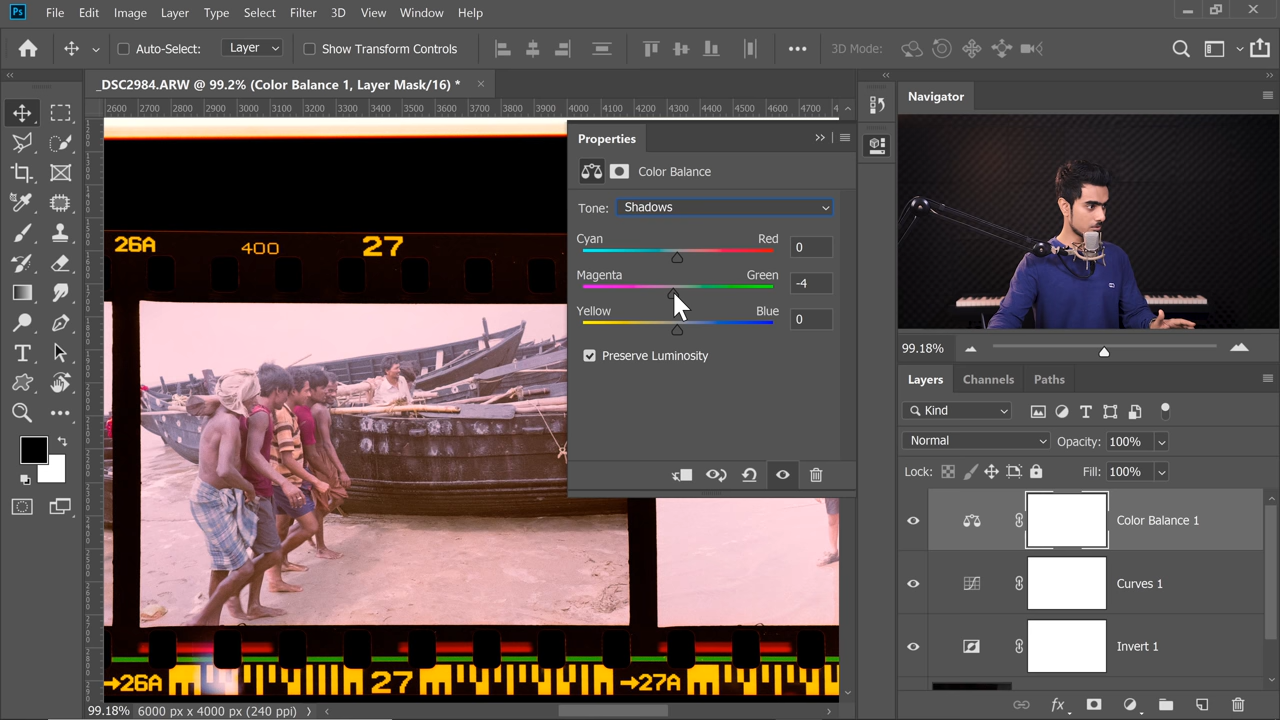 Ps File Edit Image Layer Type Select Filter 3D View Window Help
Auto-Select: Layer Show Transform Controls 3D Mode:
_DSC2984.ARW @ 99.2% (Color Balance 1, Layer Mask/16) *
2600 2700 2800 2900 3000 3100 3200 3300 3400 3500 3600 3700 3800 3900 4000 4100 4200 4300 4400 4500 4600 4700
Properties
Color Balance
Tone: Shadows
Cyan Red 0
Magenta Green -4
Yellow Blue 0
Preserve Luminosity
26A 400 27
→26A 27 →27A
99.18% 6000 px x 4000 px (240 ppi)
Navigator
99.18%
Layers Channels Paths
Kind
Normal Opacity: 100%
Lock: Fill: 100%
Color Balance 1
Curves 1
Invert 1